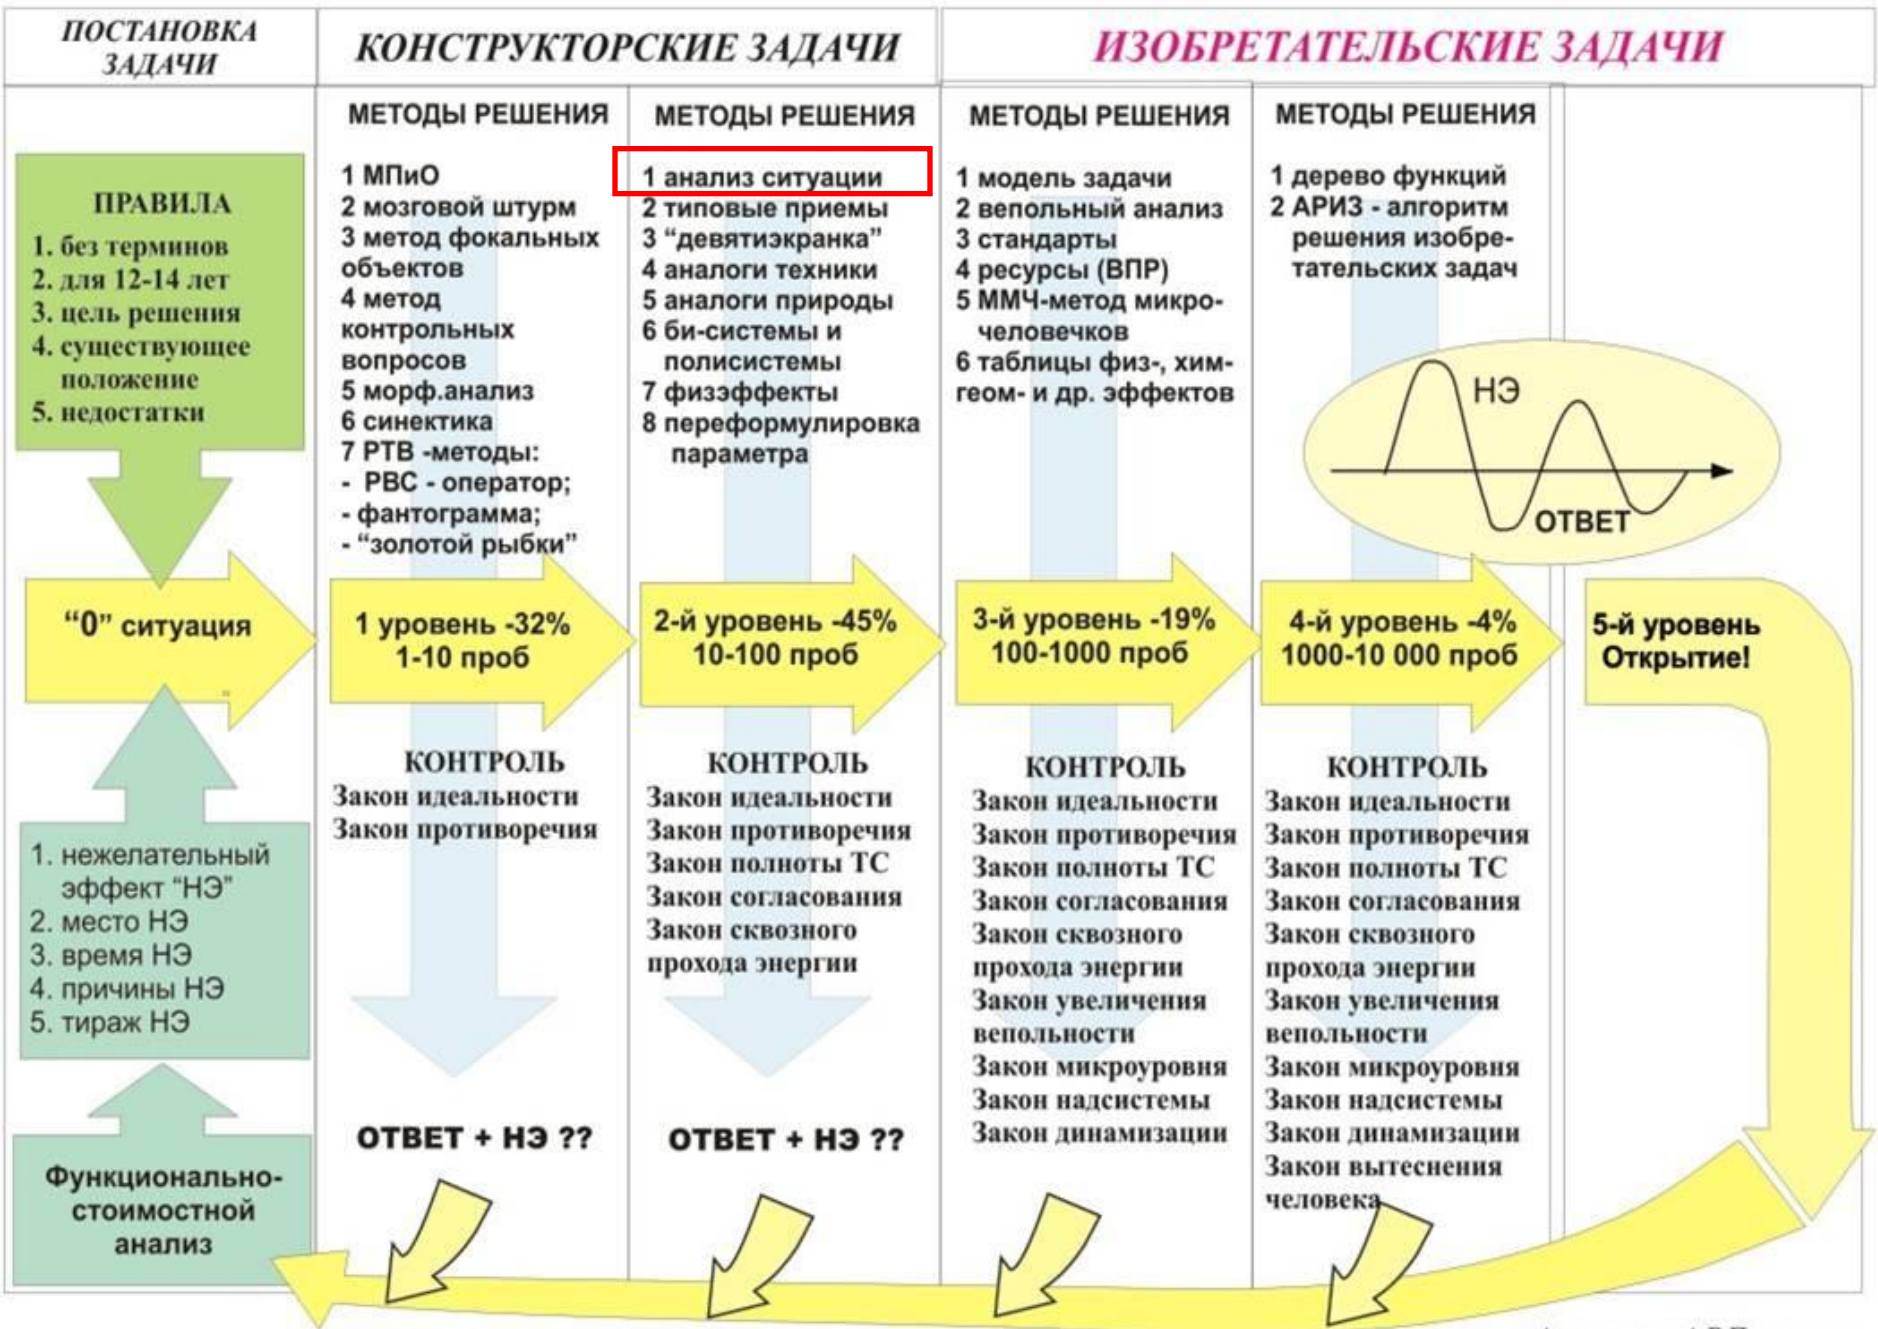 ПОСТАНОВКА
ЗАДАЧИ
КОНСТРУКТОРСКИЕ ЗАДАЧИ
ИЗОБРЕТАТЕЛЬСКИЕ ЗАДАЧИ
ПРАВИЛА
1. без терминов
2. для 12-14 лет
3. цель решения
4. существующее
положение
5. недостатки
“0” ситуация
1. нежелательный
эффект “НЭ”
2. место НЭ
3. время НЭ
4. причины НЭ
5. тираж НЭ
Функционально-
стоимостной
анализ
МЕТОДЫ РЕШЕНИЯ
1 МПиО
2 мозговой штурм
3 метод фокальных
объектов
4 метод
контрольных
вопросов
5 морф.анализ
6 синектика
7 РТВ -методы:
- РВС - оператор;
- фантограмма;
- “золотой рыбки”
1 уровень -32%
1-10 проб
КОНТРОЛЬ
Закон идеальности
Закон противоречия
ОТВЕТ + НЭ ??
МЕТОДЫ РЕШЕНИЯ
1 анализ ситуации
2 типовые приемы
3 “девятиэкранка”
4 аналоги техники
5 аналоги природы
6 би-системы и
полисистемы
7 физэффекты
8 переформулировка
параметра
2-й уровень -45%
10-100 проб
КОНТРОЛЬ
Закон идеальности
Закон противоречия
Закон полноты ТС
Закон согласования
Закон сквозного
прохода энергии
ОТВЕТ + НЭ ??
МЕТОДЫ РЕШЕНИЯ
1 модель задачи
2 вепольный анализ
3 стандарты
4 ресурсы (ВПР)
5 ММЧ-метод микро-
человечков
6 таблицы физ-, хим-
геом- и др. эффектов
3-й уровень -19%
100-1000 проб
КОНТРОЛЬ
Закон идеальности
Закон противоречия
Закон полноты ТС
Закон согласования
Закон сквозного
прохода энергии
Закон увеличения
вепольности
Закон микроуровня
Закон надсистемы
Закон динамизации
МЕТОДЫ РЕШЕНИЯ
1 дерево функций
2 АРИЗ - алгоритм
решения изобре-
тательских задач
НЭ
ОТВЕТ
4-й уровень -4%
1000-10 000 проб
КОНТРОЛЬ
Закон идеальности
Закон противоречия
Закон полноты ТС
Закон согласования
Закон сквозного
прохода энергии
Закон увеличения
вепольности
Закон микроуровня
Закон надсистемы
Закон динамизации
Закон вытеснения
человека
5-й уровень
Открытие!